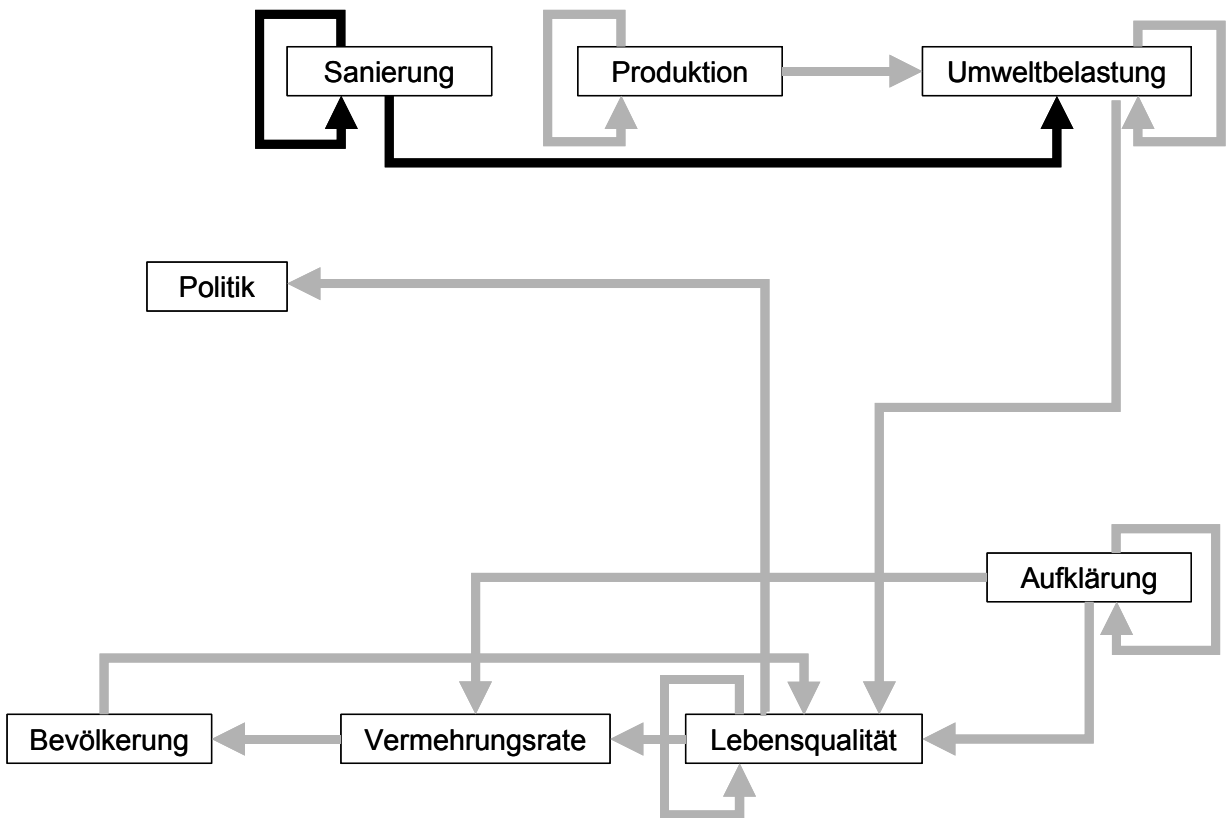 Sanierung
Produktion
Umweltbelastung
Politik
Aufklärung
Bevölkerung
Vermehrungsrate
Lebensqualität